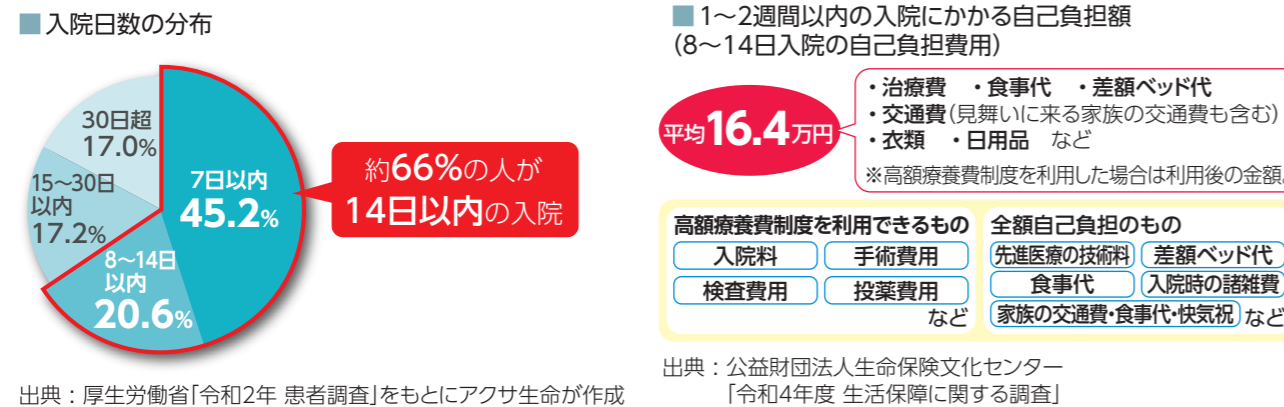 ■ 入院日数の分布
30日超
17.0%
15～30日
以内
17.2%
8～14日
以内
20.6%
7日以内
45.2%
約66%の人が
14日以内の入院
出典：厚生労働省「令和2年 患者調査」をもとにアクサ生命が作成
■ 1～2週間以内の入院にかかる自己負担額
（8～14日入院の自己負担費用）
平均16.4万円
・治療費 ・食事代 ・差額ベッド代
・交通費(見舞いに来る家族の交通費も含む)
・衣類 ・日用品 など
※高額療養費制度を利用した場合は利用後の金額。
高額療養費制度を利用できるもの
入院料 手術費用
検査費用 投薬費用
など
全額自己負担のもの
先進医療の技術料 差額ベッド代
食事代 入院時の諸雑費
家族の交通費・食事代・快気祝 など
出典：公益財団法人生命保険文化センター
「令和4年度 生活保障に関する調査」